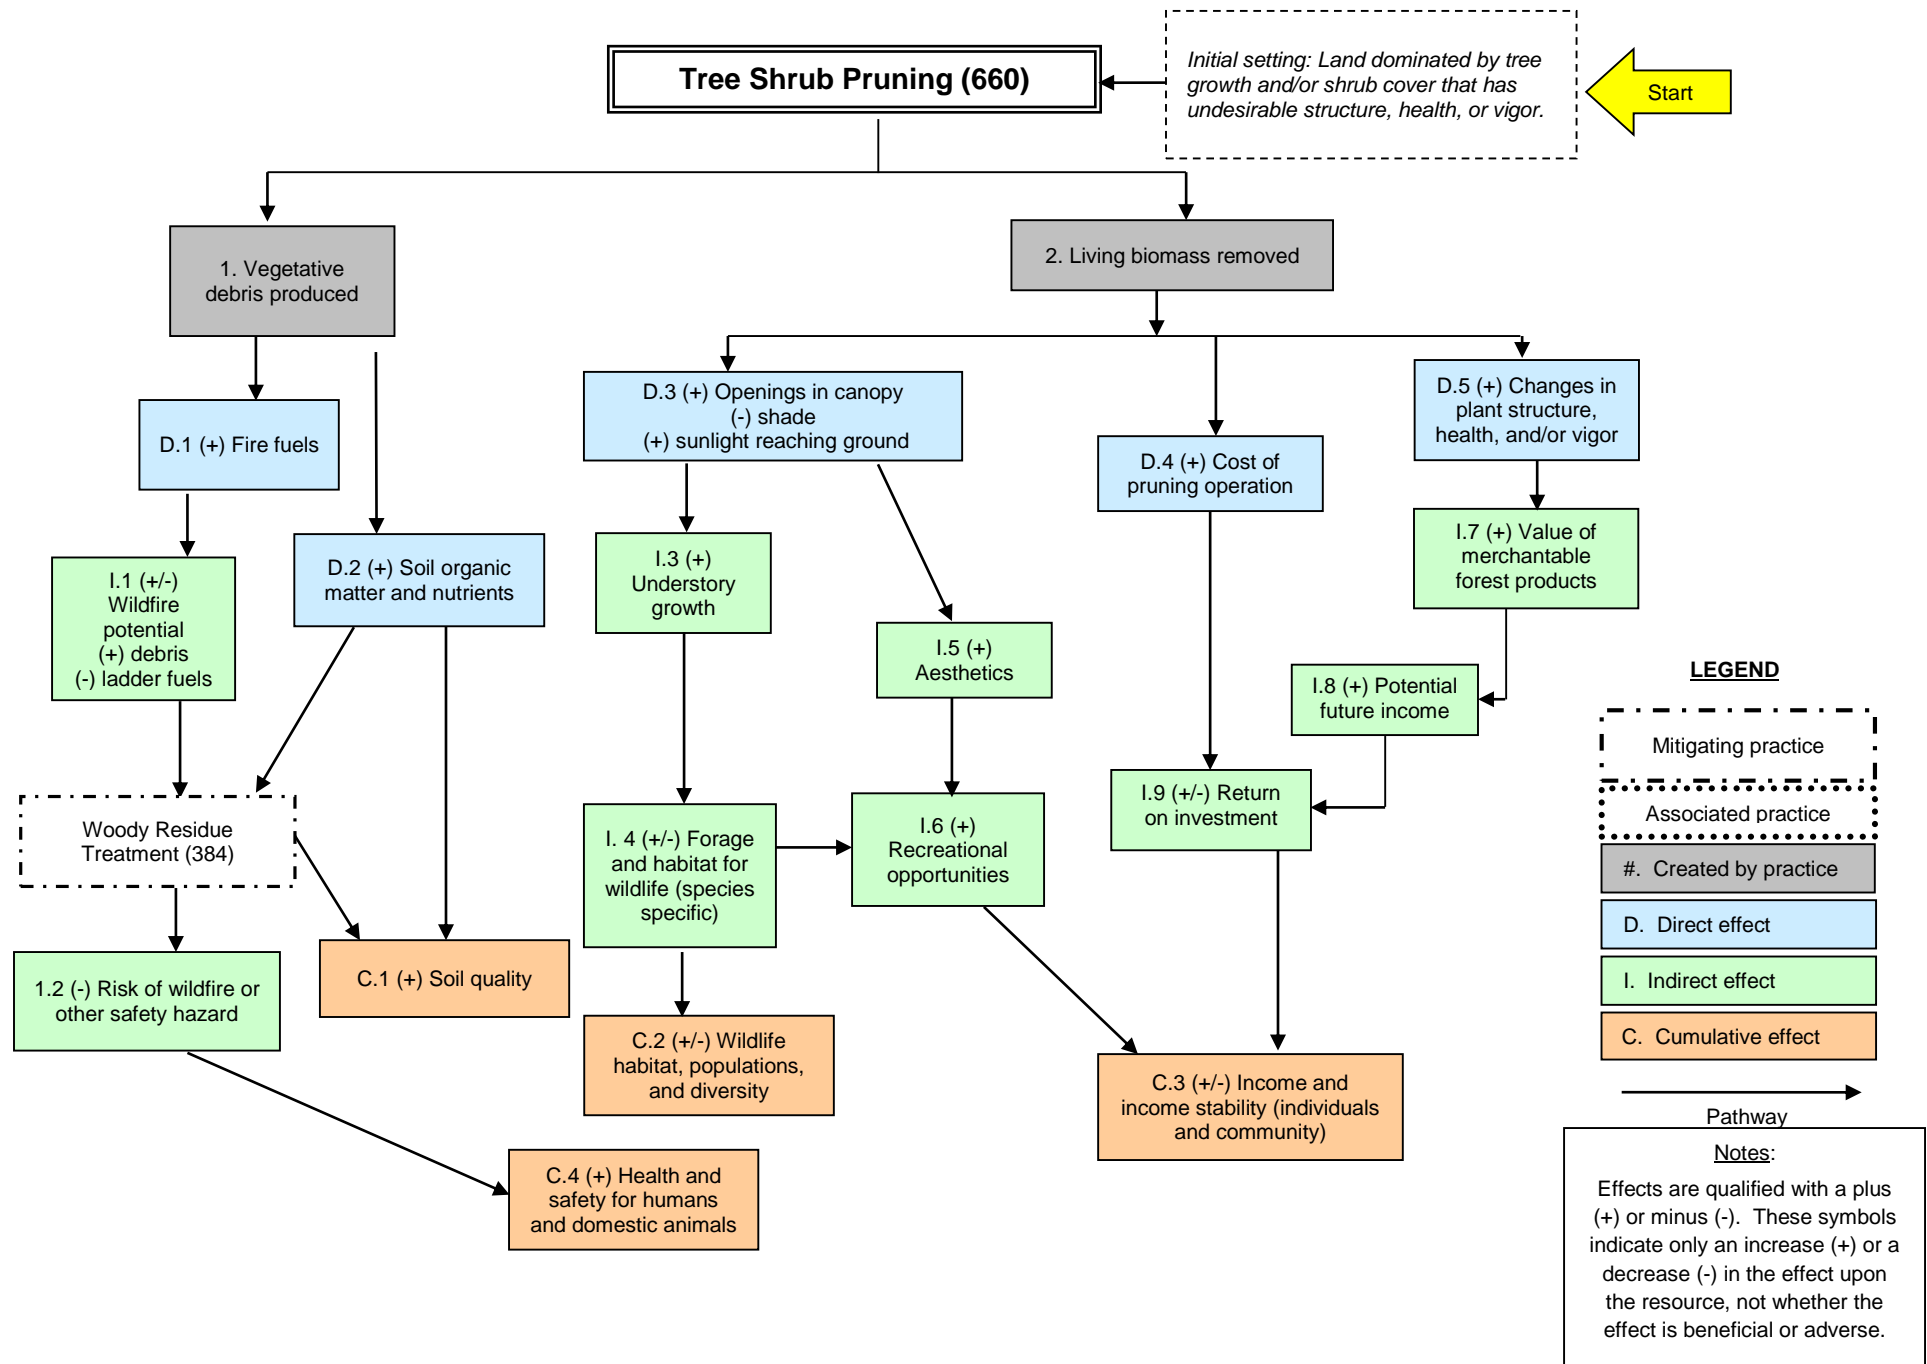 Tree Shrub Pruning (660)
Initial setting: Land dominated by tree
growth and/or shrub cover that has
undesirable structure, health, or vigor.
Start
1. Vegetative
debris produced
2. Living biomass removed
D.1 (+) Fire fuels
D.2 (+) Soil organic
matter and nutrients
D.3 (+) Openings in canopy
(-) shade
(+) sunlight reaching ground
D.4 (+) Cost of
pruning operation
D.5 (+) Changes in
plant structure,
health, and/or vigor
I.1 (+/-)
Wildfire
potential
(+) debris
(-) ladder fuels
I.3 (+)
Understory
growth
I.5 (+)
Aesthetics
I.7 (+) Value of
merchantable
forest products
I.8 (+) Potential
future income
Woody Residue
Treatment (384)
I. 4 (+/-) Forage
and habitat for
wildlife (species
specific)
I.6 (+)
Recreational
opportunities
I.9 (+/-) Return
on investment
1.2 (-) Risk of wildfire or
other safety hazard
C.1 (+) Soil quality
C.2 (+/-) Wildlife
habitat, populations,
and diversity
C.3 (+/-) Income and
income stability (individuals
and community)
C.4 (+) Health and
safety for humans
and domestic animals
LEGEND
Mitigating practice
Associated practice
#. Created by practice
D. Direct effect
I. Indirect effect
C. Cumulative effect
Pathway
Notes:
Effects are qualified with a plus
(+) or minus (-). These symbols
indicate only an increase (+) or a
decrease (-) in the effect upon
the resource, not whether the
effect is beneficial or adverse.